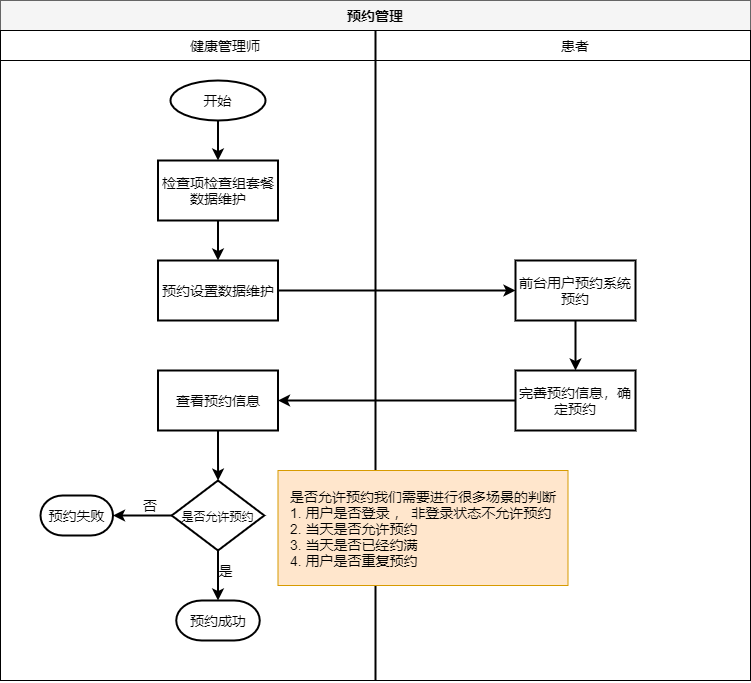 预约管理
健康管理师
患者
开始
检查项检查组套餐
数据维护
预约设置数据维护
前台用户预约系统
预约
查看预约信息
完善预约信息，确
定预约
是否允许预约我们需要进行很多场景的判断
1. 用户是否登录 ， 非登录状态不允许预约
2. 当天是否允许预约
3. 当天是否已经约满
4. 用户是否重复预约
是否允许预约
否
预约失败
是
预约成功